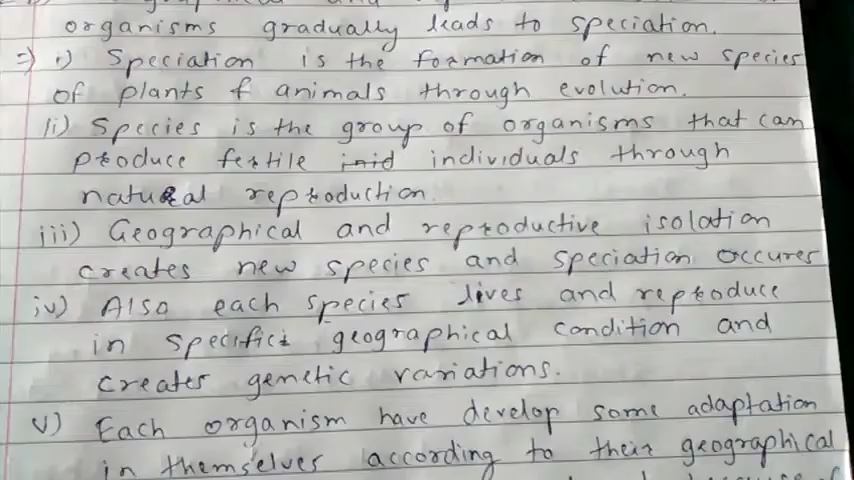 organisms gradually leads to speciation.
=> i) Speciation is the formation of new species
of plants & animals through evolution.
ii) Species is the group of organisms that can
produce fertile individuals through
natural reproduction.
iii) Geographical and reproductive isolation
creates new species and speciation occures
iv) Also each species lives and reproduce
in specific geographical condition and
creates genetic variations.
v) Each organism have develop some adaptation
in themselves according to their geographical